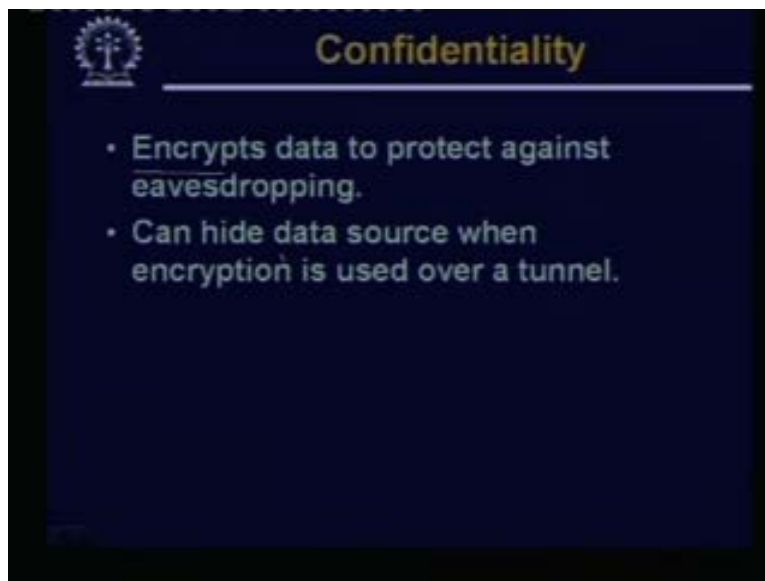 Confidentiality
• Encrypts data to protect against
eavesdropping.
• Can hide data source when
encryption is used over a tunnel.